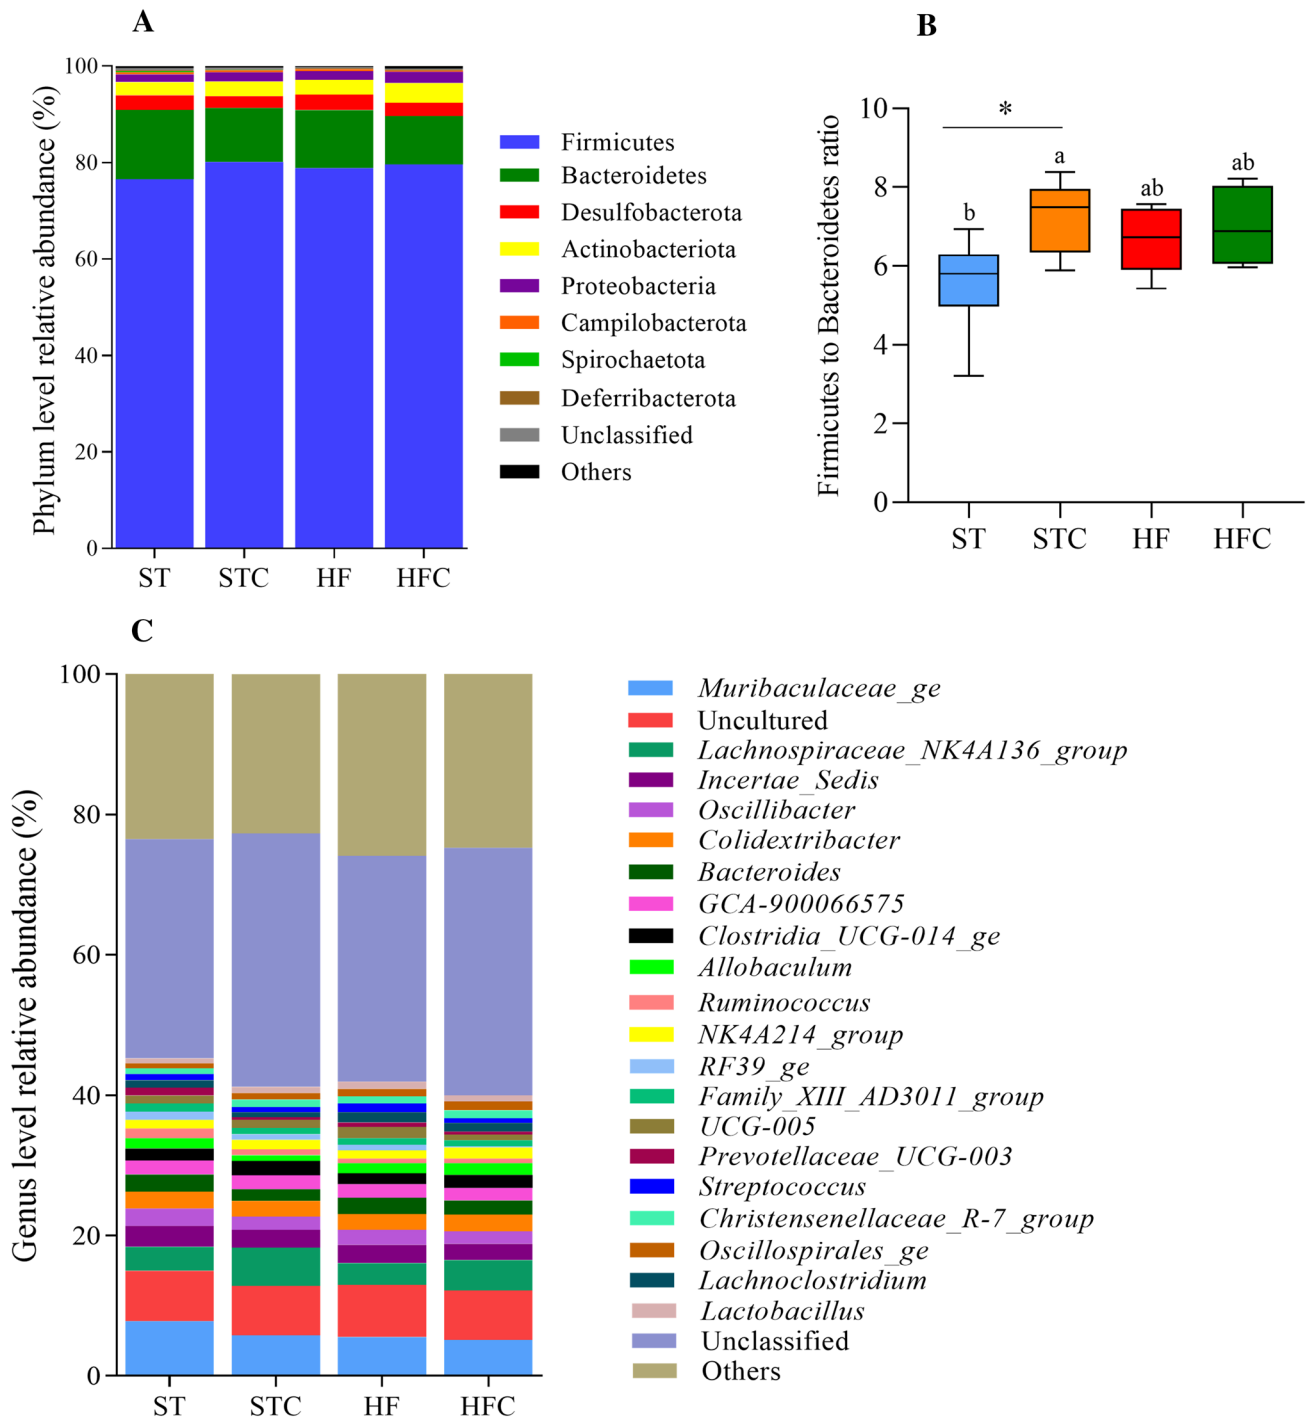 A
Phylum level relative abundance (%)
100
80
60
40
20
0
ST STC HF HFC
Firmicutes
Bacteroidetes
Desulfobacterota
Actinobacteriota
Proteobacteria
Campilobacterota
Spirochaetota
Deferribacterota
Unclassified
Others
B
Firmicutes to Bacteroidetes ratio
10
8
6
4
2
0
*
b a ab ab
ST STC HF HFC
C
Genus level relative abundance (%)
100
80
60
40
20
0
ST STC HF HFC
Muribaculaceae_ge
Uncultured
Lachnospiraceae_NK4A136_group
Incertae_Sedis
Oscillibacter
Colidextribacter
Bacteroides
GCA-900066575
Clostridia_UCG-014_ge
Allobaculum
Ruminococcus
NK4A214_group
RF39_ge
Family_XIII_AD3011_group
UCG-005
Prevotellaceae_UCG-003
Streptococcus
Christensenellaceae_R-7_group
Oscillospirales_ge
Lachnoclostridium
Lactobacillus
Unclassified
Others